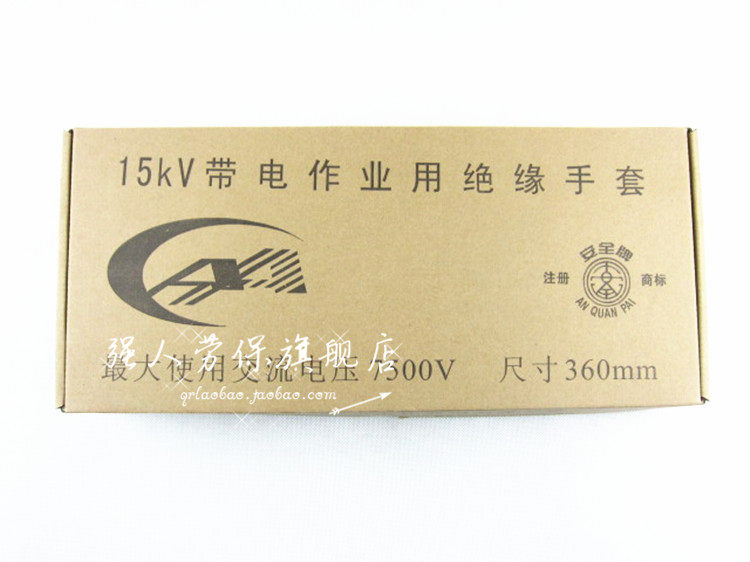 15kV带电作业用绝缘手套
安全牌
注册 商标
AN QUAN PAI
强人劳保旗舰店
最大使用交流电压 7500V 尺寸360mm
qrlaobao.taobao.com